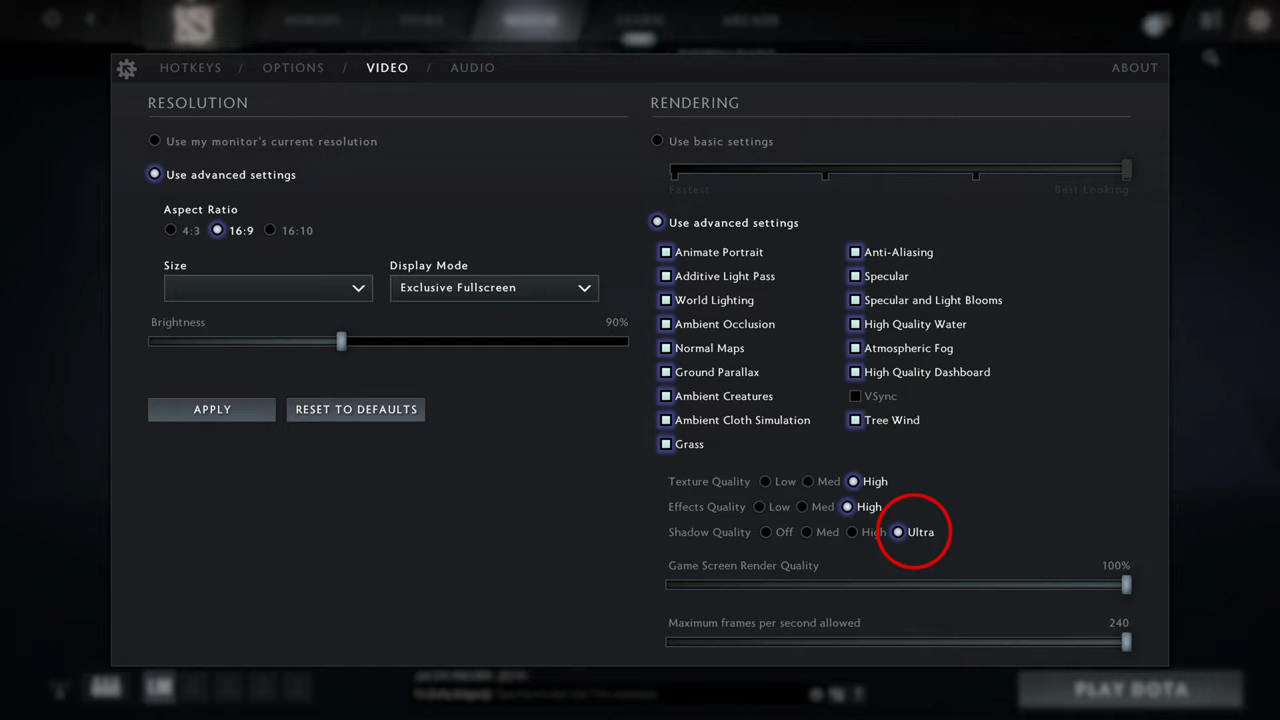 HOTKEYS / OPTIONS / VIDEO / AUDIO ABOUT
RESOLUTION
Use my monitor's current resolution
Use advanced settings
Aspect Ratio
4:3 16:9 16:10
Size Display Mode
Exclusive Fullscreen
Brightness 90%
APPLY RESET TO DEFAULTS
RENDERING
Use basic settings
Fastest Best Looking
Use advanced settings
Animate Portrait Anti-Aliasing
Additive Light Pass Specular
World Lighting Specular and Light Blooms
Ambient Occlusion High Quality Water
Normal Maps Atmospheric Fog
Ground Parallax High Quality Dashboard
Ambient Creatures VSync
Ambient Cloth Simulation Tree Wind
Grass
Texture Quality Low Med High
Effects Quality Low Med High
Shadow Quality Off Med High Ultra
Game Screen Render Quality 100%
Maximum frames per second allowed 240
PLAY DOTA